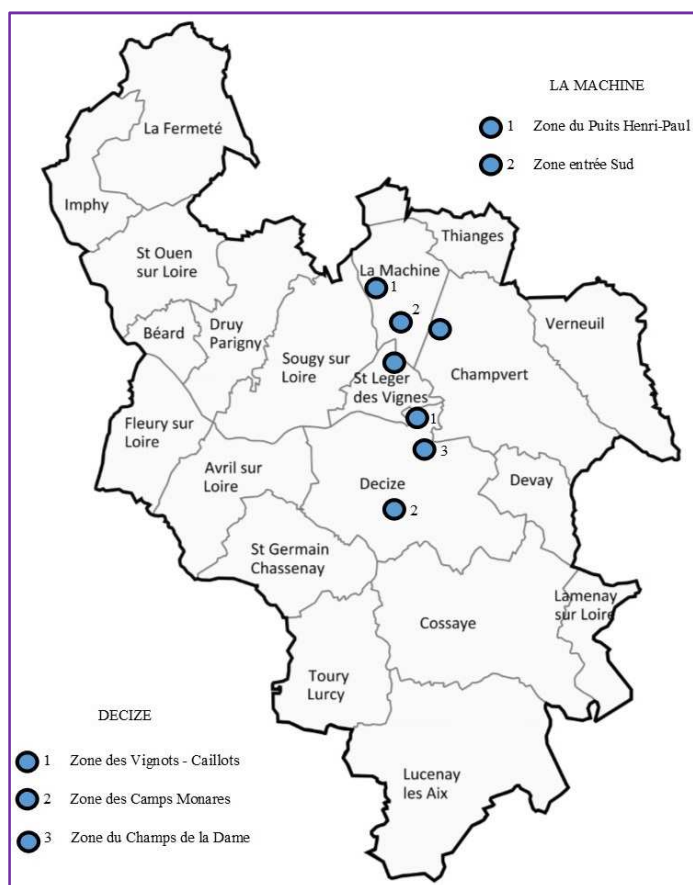 LA MACHINE
1 Zone du Puits Henri-Paul
2 Zone entrée Sud
La Fermeté
Imphy
St Ouen
sur Loire
Béard
Druy
Parigny
Sougy sur
Loire
La Machine
Thianges
1
2
Verneuil
Champvert
St Leger
des Vignes
1
Fleury sur
Loire
Avril sur
Loire
3
Decize
2
Devay
St Germain
Chassenay
Cossaye
Lamenay
sur Loire
Toury
Lurcy
Lucenay
les Aix
DECIZE
1 Zone des Vignots - Caillots
2 Zone des Camps Monares
3 Zone du Champs de la Dame